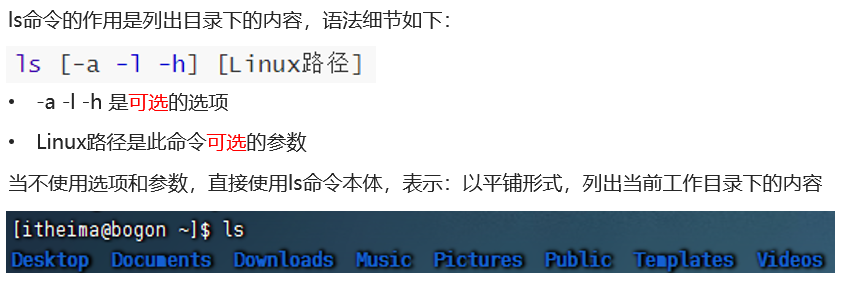 ls命令的作用是列出目录下的内容，语法细节如下：
ls [-a -l -h] [Linux路径]
• -a -l -h 是可选的选项
• Linux路径是此命令可选的参数
当不使用选项和参数，直接使用ls命令本体，表示：以平铺形式，列出当前工作目录下的内容
[itheima@bogon ~]$ ls
Desktop Documents Downloads Music Pictures Public Templates Videos